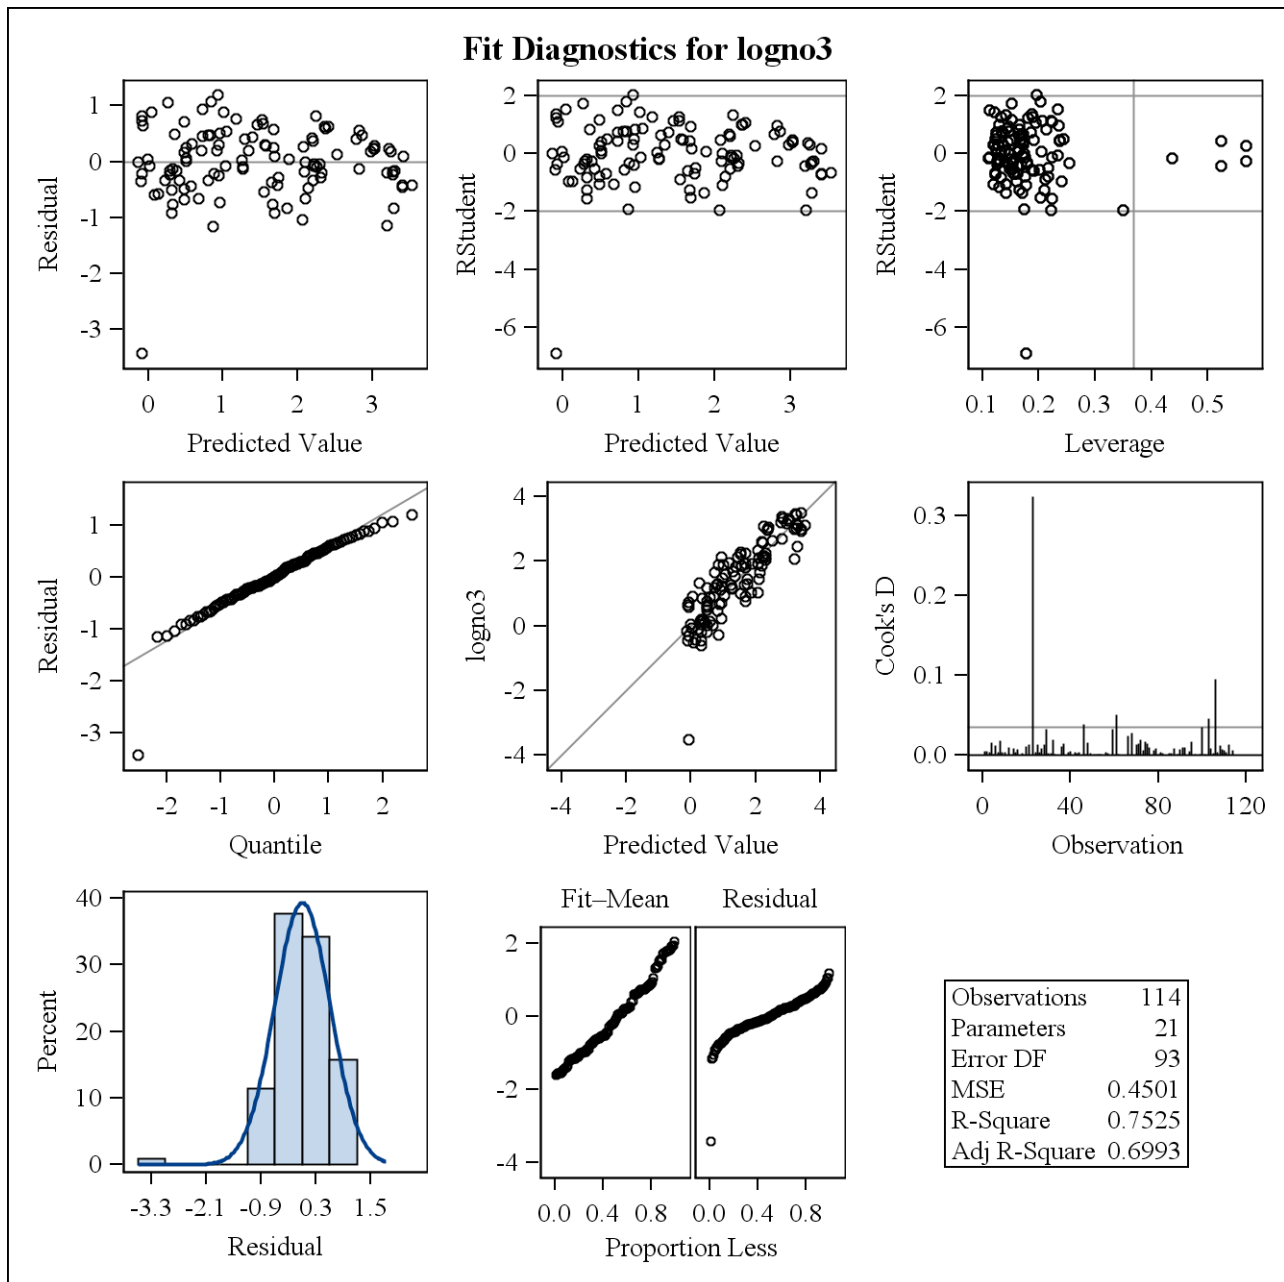 Fit Diagnostics for logno3
1
0
-1
-2
-3
Residual
0 1 2 3
Predicted Value
2
0
-2
-4
-6
RStudent
0 1 2 3
Predicted Value
2
0
-2
-4
-6
RStudent
0.1 0.2 0.3 0.4 0.5
Leverage
1
0
-1
-2
-3
Residual
-2 -1 0 1 2
Quantile
4
2
0
-2
-4
logno3
-4 -2 0 2 4
Predicted Value
0.3
0.2
0.1
0.0
Cook's D
0 40 80 120
Observation
40
30
20
10
0
Percent
-3.3 -2.1 -0.9 0.3 1.5
Residual
Fit–Mean Residual
2
0
-2
-4
0.0 0.4 0.8 0.0 0.4 0.8
Proportion Less
Observations 114
Parameters 21
Error DF 93
MSE 0.4501
R-Square 0.7525
Adj R-Square 0.6993